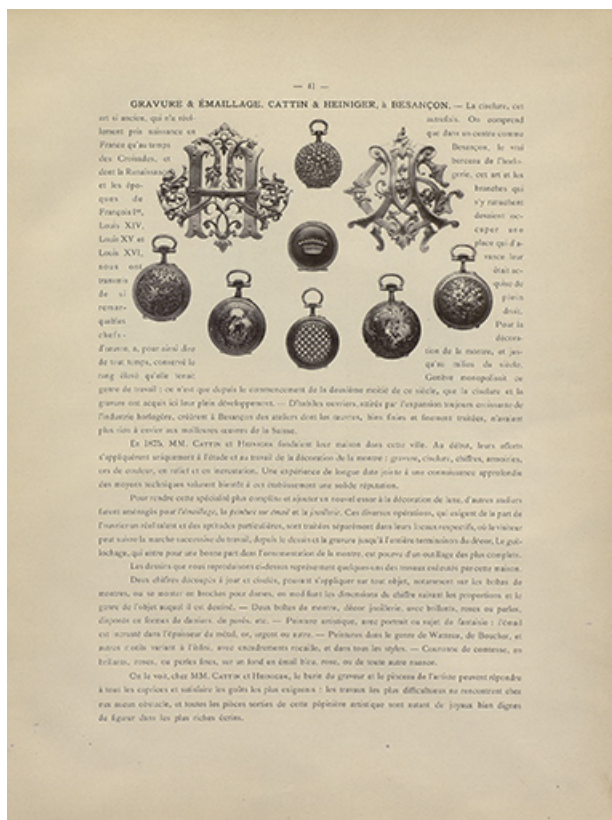 — 81 —
GRAVURE & ÉMAILLAGE. CATTIN & HEINIGER, à BESANÇON. — La ciselure, cet
art si ancien, qui n'a réel-
lement pris naissance en
France qu'au temps
des Croisades, et
dont la Renaissance
et les épo-
ques de
François Ier,
Louis XIV,
Louis XV et
Louis XVI,
nous ont
transmis
de si
remar-
quables
chefs-
d'œuvre, a, pour ainsi dire
de tout temps, conservé le
rang élevé qu'elle tenait
autrefois. On comprend
que dans un centre comme
Besançon, le vrai
berceau de l'horlo-
gerie, cet art et les
branches qui
s'y rattachent
devaient oc-
cuper une
place qui d'a-
vance leur
était ac-
quise de
plein
droit.
Pour la
décora-
tion de la montre, et jus-
qu'au milieu du siècle,
Genève monopolisait ce
genre de travail : ce n'est que depuis le commencement de la deuxième moitié de ce siècle, que la ciselure et la
gravure ont acquis ici leur plein développement. — D'habiles ouvriers, attirés par l'expansion toujours croissante de
l'industrie horlogère, créèrent à Besançon des ateliers dont les œuvres, bien finies et finement traitées, n'avaient
plus rien à envier aux meilleures œuvres de la Suisse.
En 1875, MM. CATTIN et HEINIGER fondaient leur maison dans cette ville. Au début, leurs efforts
s'appliquèrent uniquement à l'étude et au travail de la décoration de la montre : gravure, ciselure, chiffres, armoiries,
ors de couleur, en relief et en incrustation. Une expérience de longue date jointe à une connaissance approfondie
des moyens techniques valurent bientôt à cet établissement une solide réputation.
Pour rendre cette spécialité plus complète et ajouter un nouvel essor à la décoration de luxe, d'autres ateliers
furent aménagés pour l'émaillage, la peinture sur émail et la joaillerie. Ces diverses opérations, qui exigent de la part de
l'ouvrier un réel talent et des aptitudes particulières, sont traitées séparément dans leurs locaux respectifs, où le visiteur
peut suivre la marche successive du travail, depuis le dessin et la gravure jusqu'à l'entière terminaison du décor. Le guil-
lochage, qui entre pour une bonne part dans l'ornementation de la montre, est pourvu d'un outillage des plus complets.
Les dessins que nous reproduisons ci-dessus représentent quelques-uns des travaux exécutés par cette maison.
Deux chiffres découpés à jour et ciselés, pouvant s'appliquer sur tout objet, notamment sur les boîtes de
montres, ou se monter en broches pour dames, en modifiant les dimensions du chiffre suivant les proportions et le
genre de l'objet auquel il est destiné. — Deux boîtes de montre, décor joaillerie, avec brillants, roses ou perles,
disposés en formes de damiers, de pavés, etc. — Peinture artistique, avec portrait ou sujet de fantaisie : l'émail
est incrusté dans l'épaisseur du métal, or, argent ou autre. — Peintures dans le genre de Watteau, de Boucher, et
autres motifs variant à l'infini, avec encadrements rocaille, et dans tous les styles. — Couronne de comtesse, en
brillants, roses, ou perles fines, sur un fond en émail bleu, rose, ou de toute autre nuance.
On le voit, chez MM. CATTIN et HEINIGER, le burin du graveur et le pinceau de l'artiste peuvent répondre
à tous les caprices et satisfaire les goûts les plus exigeants : les travaux les plus difficultueux ne rencontrent chez
eux aucun obstacle, et toutes les pièces sorties de cette pépinière artistique sont autant de joyaux bien dignes
de figurer dans les plus riches écrins.